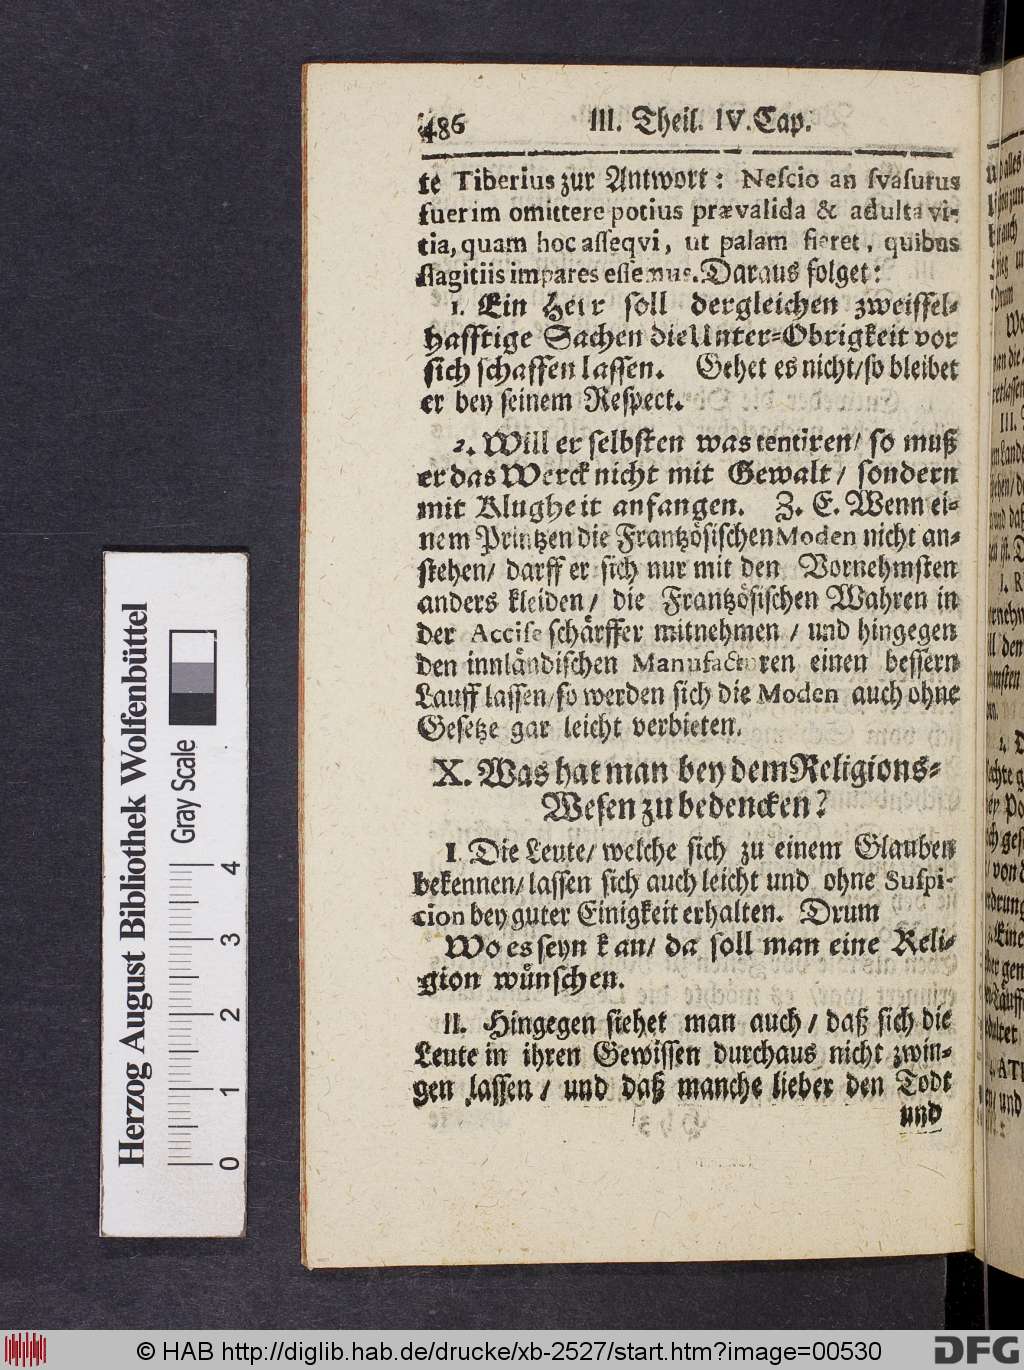 486 III. Theil. IV. Cap.
te Tiberius zur Antwort: Neſcio an ſvaſurus
fuerim omittere potius prævalida & adulta vi-
tia, quam hoc aſſeqvi, ut palam fieret, quibus
flagitiis impares eſſemus. Daraus folget:
1. Ein Herr ſoll dergleichen zweiffel-
hafftige Sachen die Unter-Obrigkeit vor
ſich ſchaffen laſſen. Gehet es nicht/ ſo bleibet
er bey ſeinem Reſpect.
2. Will er ſelbſten was tentiren/ ſo muß
er das Werck nicht mit Gewalt/ ſondern
mit Klugheit anfangen. Z. E. Wenn ei-
nem Printzen die Frantzöſiſchen Moden nicht an-
ſtehen/ darff er ſich nur mit den Vornehmſten
anders kleiden/ die Frantzöſiſchen Wahren in
der Acciſe ſchärffer mitnehmen/ und hingegen
den innländiſchen Manufacturen einen beſſern
Lauff laſſen/ ſo werden ſich die Moden auch ohne
Geſetze gar leicht verbieten.
X. Was hat man bey dem Religions-
Weſen zu bedencken?
I. Die Leute/ welche ſich zu einem Glauben
bekennen/ laſſen ſich auch leicht und ohne Suſpi-
cion bey guter Einigkeit erhalten. Drum
Wo es ſeyn kan/ da ſoll man eine Reli-
gion wünſchen.
II. Hingegen ſiehet man auch/ daß ſich die
Leute in ihren Gewiſſen durchaus nicht zwin-
gen laſſen/ und daß manche lieber den Todt
und
Herzog August Bibliothek Wolfenbüttel
Gray Scale
0 1 2 3 4
© HAB http://diglib.hab.de/drucke/xb-2527/start.htm?image=00530
DFG